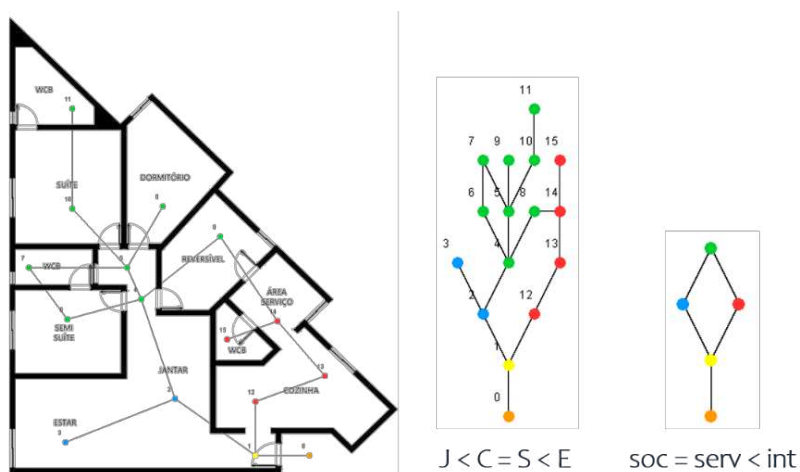 WCB
11
DORMITÓRIO
SUÍTE
10
REVERSÍVEL
7
WCB
5
4
ÁREA
SERVIÇO
14
SEMI
SUÍTE
15
WCB
13
JANTAR
COZINHA
12
2
ESTAR
3
1
0
11
7 9 10 15
6 5 8 14
3 4 13
2 12
1
0
J < C = S < E
soc = serv < int